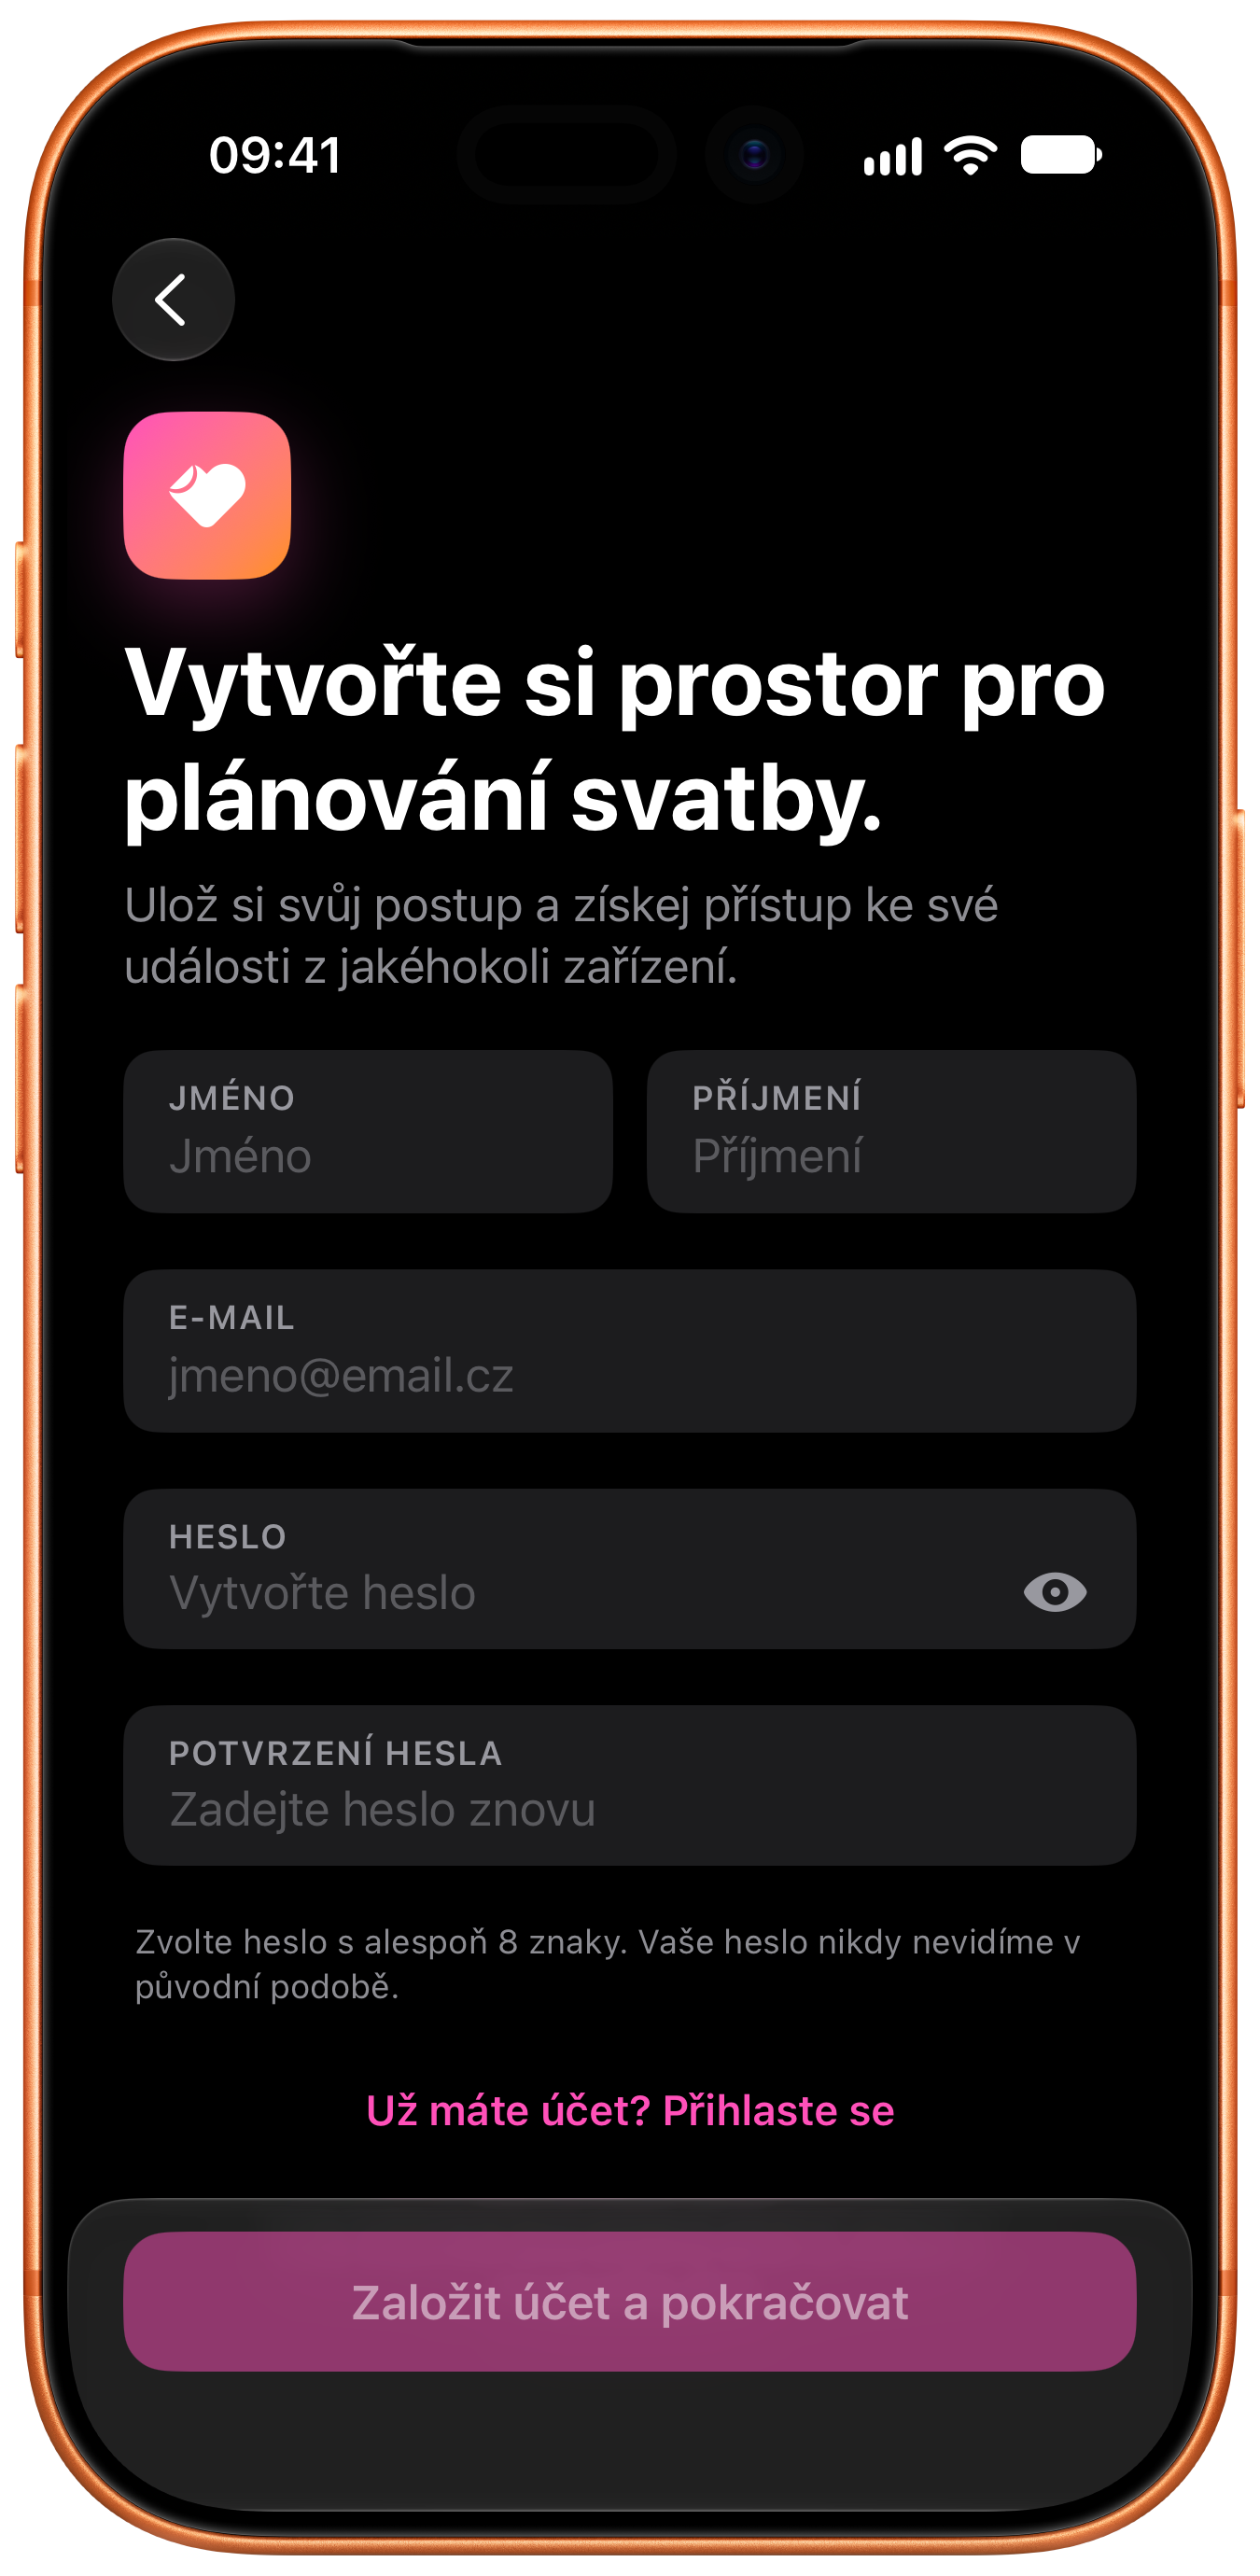 09:41
Vytvořte si prostor pro
plánování svatby.
Ulož si svůj postup a získej přístup ke své
události z jakéhokoli zařízení.
JMÉNO
Jméno
PŘÍJMENÍ
Příjmení
E-MAIL
jmeno@email.cz
HESLO
Vytvořte heslo
POTVRZENÍ HESLA
Zadejte heslo znovu
Zvolte heslo s alespoň 8 znaky. Vaše heslo nikdy nevidíme v
původní podobě.
Už máte účet? Přihlaste se
Založit účet a pokračovat